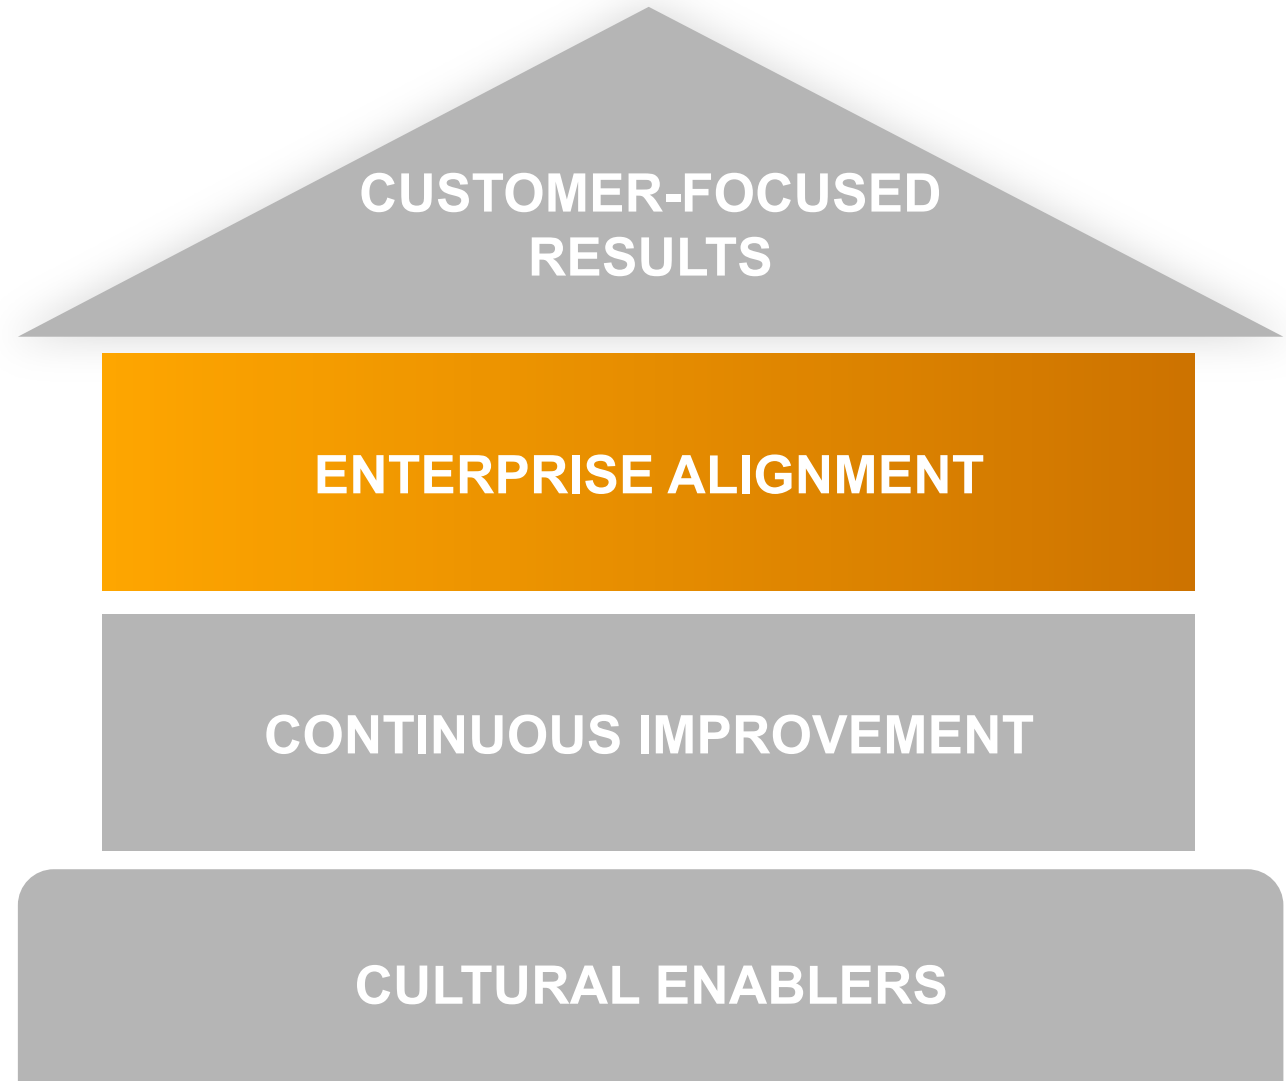 CUSTOMER-FOCUSED
RESULTS
ENTERPRISE ALIGNMENT
CONTINUOUS IMPROVEMENT
CULTURAL ENABLERS